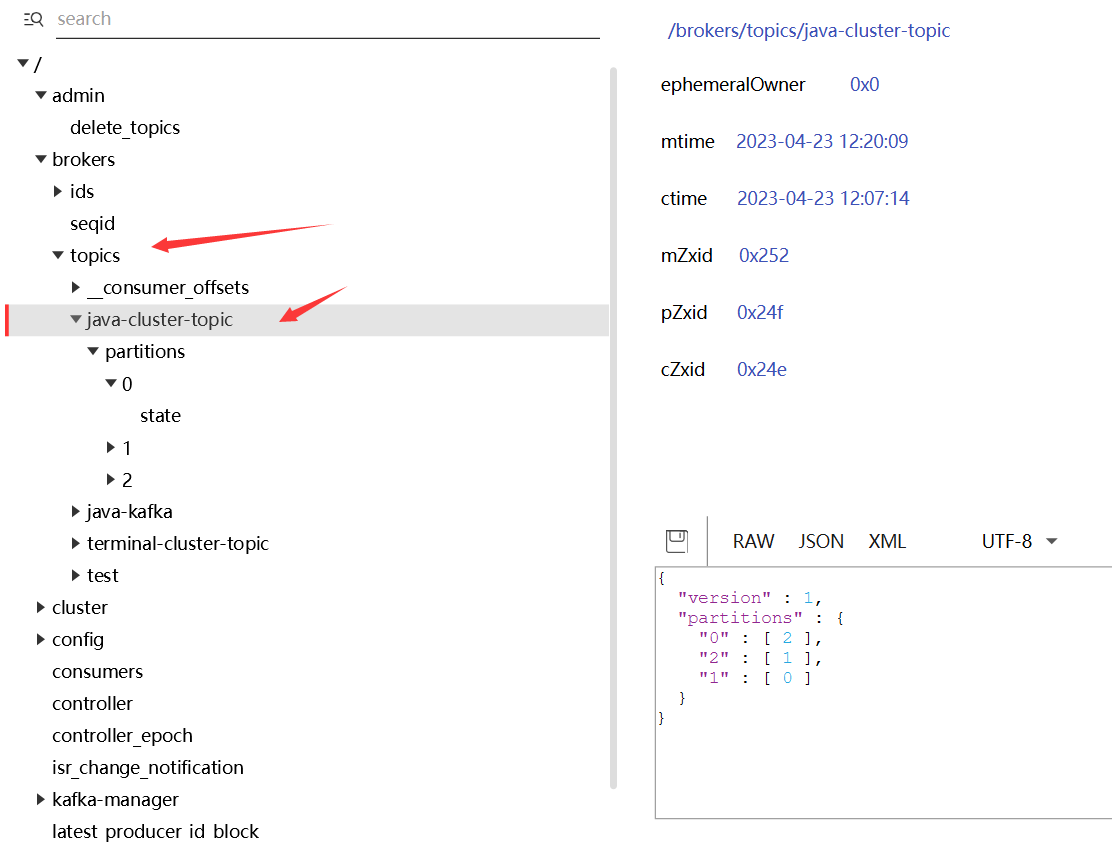 search
/
admin
delete_topics
brokers
ids
seqid
topics
__consumer_offsets
java-cluster-topic
partitions
0
state
1
2
java-kafka
terminal-cluster-topic
test
cluster
config
consumers
controller
controller_epoch
isr_change_notification
kafka-manager
latest_producer_id_block
/brokers/topics/java-cluster-topic
ephemeralOwner 0x0
mtime 2023-04-23 12:20:09
ctime 2023-04-23 12:07:14
mZxid 0x252
pZxid 0x24f
cZxid 0x24e
RAW JSON XML UTF-8
{
"version" : 1,
"partitions" : {
"0" : [ 2 ],
"2" : [ 1 ],
"1" : [ 0 ]
}
}